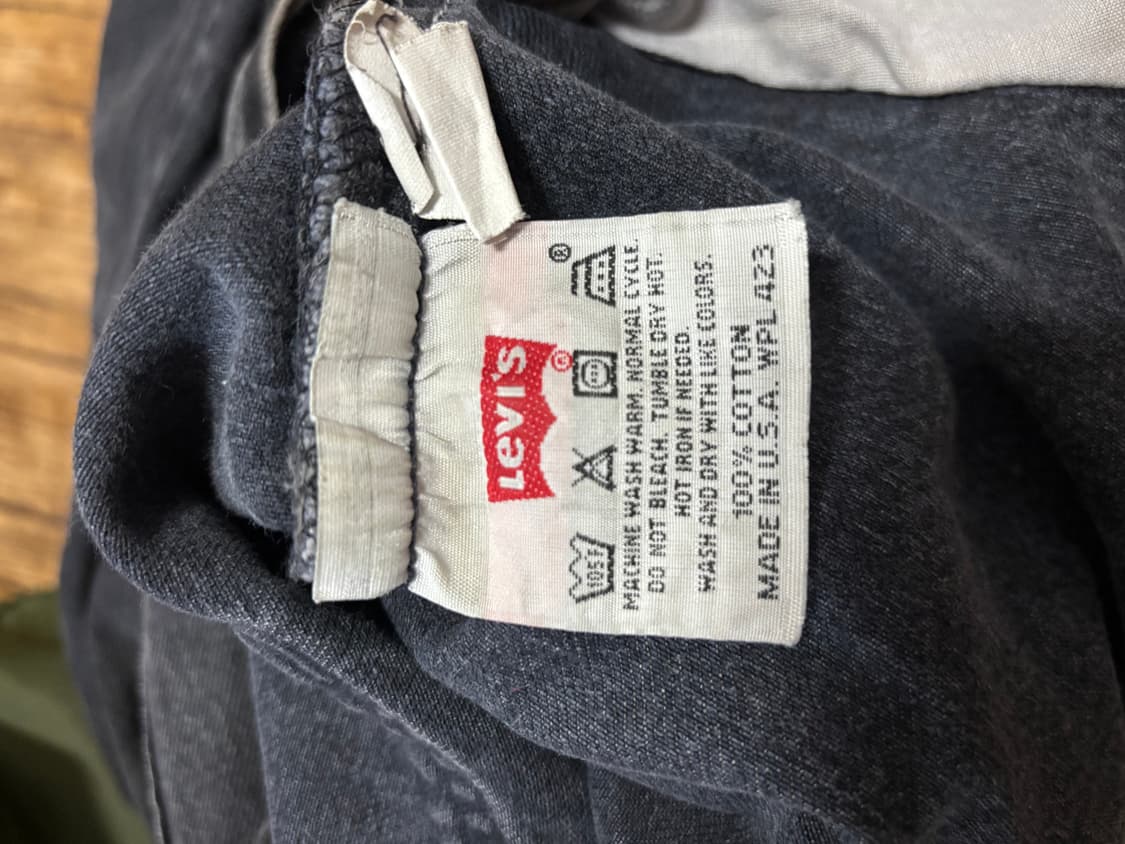 Levi's®
105F
®
MACHINE WASH WARM. NORMAL CYCLE.
DO NOT BLEACH. TUMBLE DRY HOT.
HOT IRON IF NEEDED.
WASH AND DRY WITH LIKE COLORS.
100% COTTON
MADE IN U.S.A. WPL 423